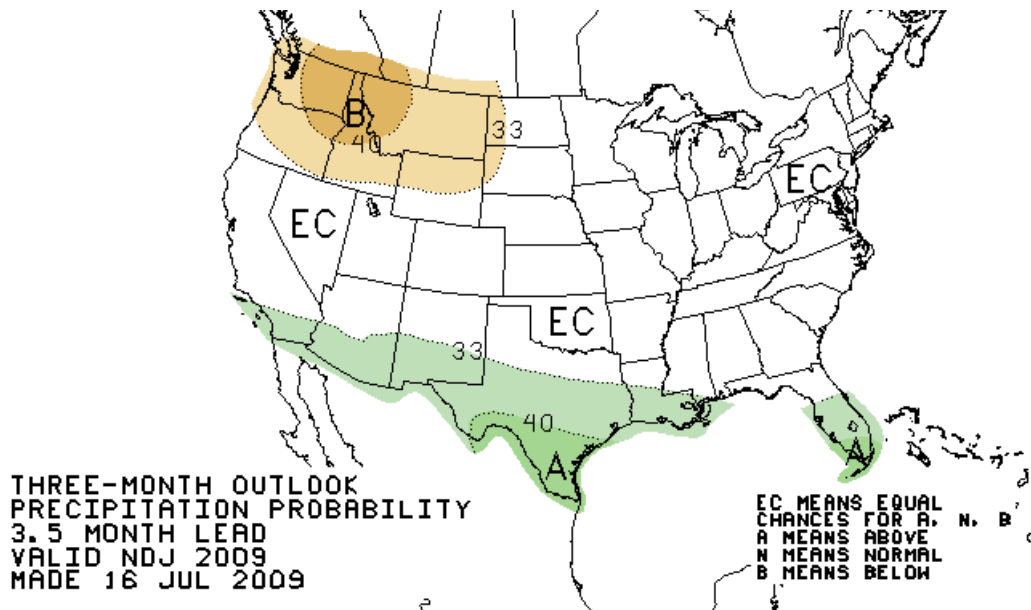 B
33
40
EC
EC
EC
33
40
A
A
THREE-MONTH OUTLOOK
PRECIPITATION PROBABILITY
3.5 MONTH LEAD
VALID NDJ 2009
MADE 16 JUL 2009
EC MEANS EQUAL
CHANCES FOR A, N, B
A MEANS ABOVE
N MEANS NORMAL
B MEANS BELOW